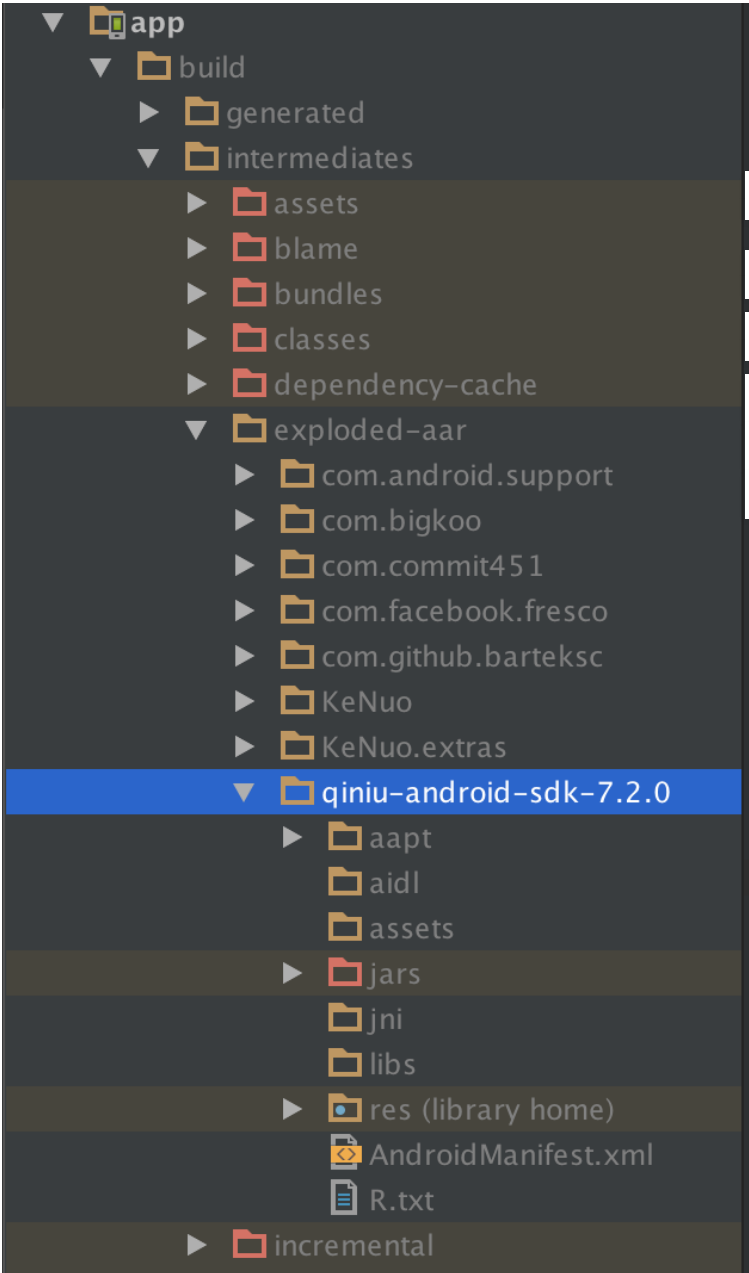 app
build
generated
intermediates
assets
blame
bundles
classes
dependency-cache
exploded-aar
com.android.support
com.bigkoo
com.commit451
com.facebook.fresco
com.github.barteksc
KeNuo
KeNuo.extras
qiniu-android-sdk-7.2.0
aapt
aidl
assets
jars
jni
libs
res (library home)
AndroidManifest.xml
R.txt
incremental